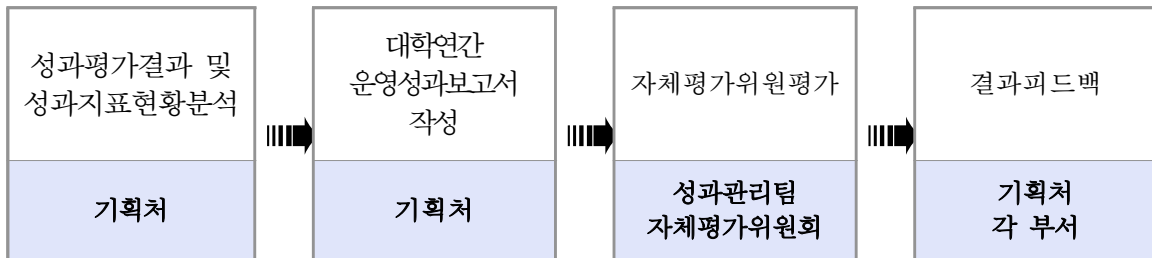 성과평가결과 및
성과지표현황분석
기획처
대학연간
운영성과보고서
작성
기획처
자체평가위원평가
성과관리팀
자체평가위원회
결과피드백
기획처
각 부서